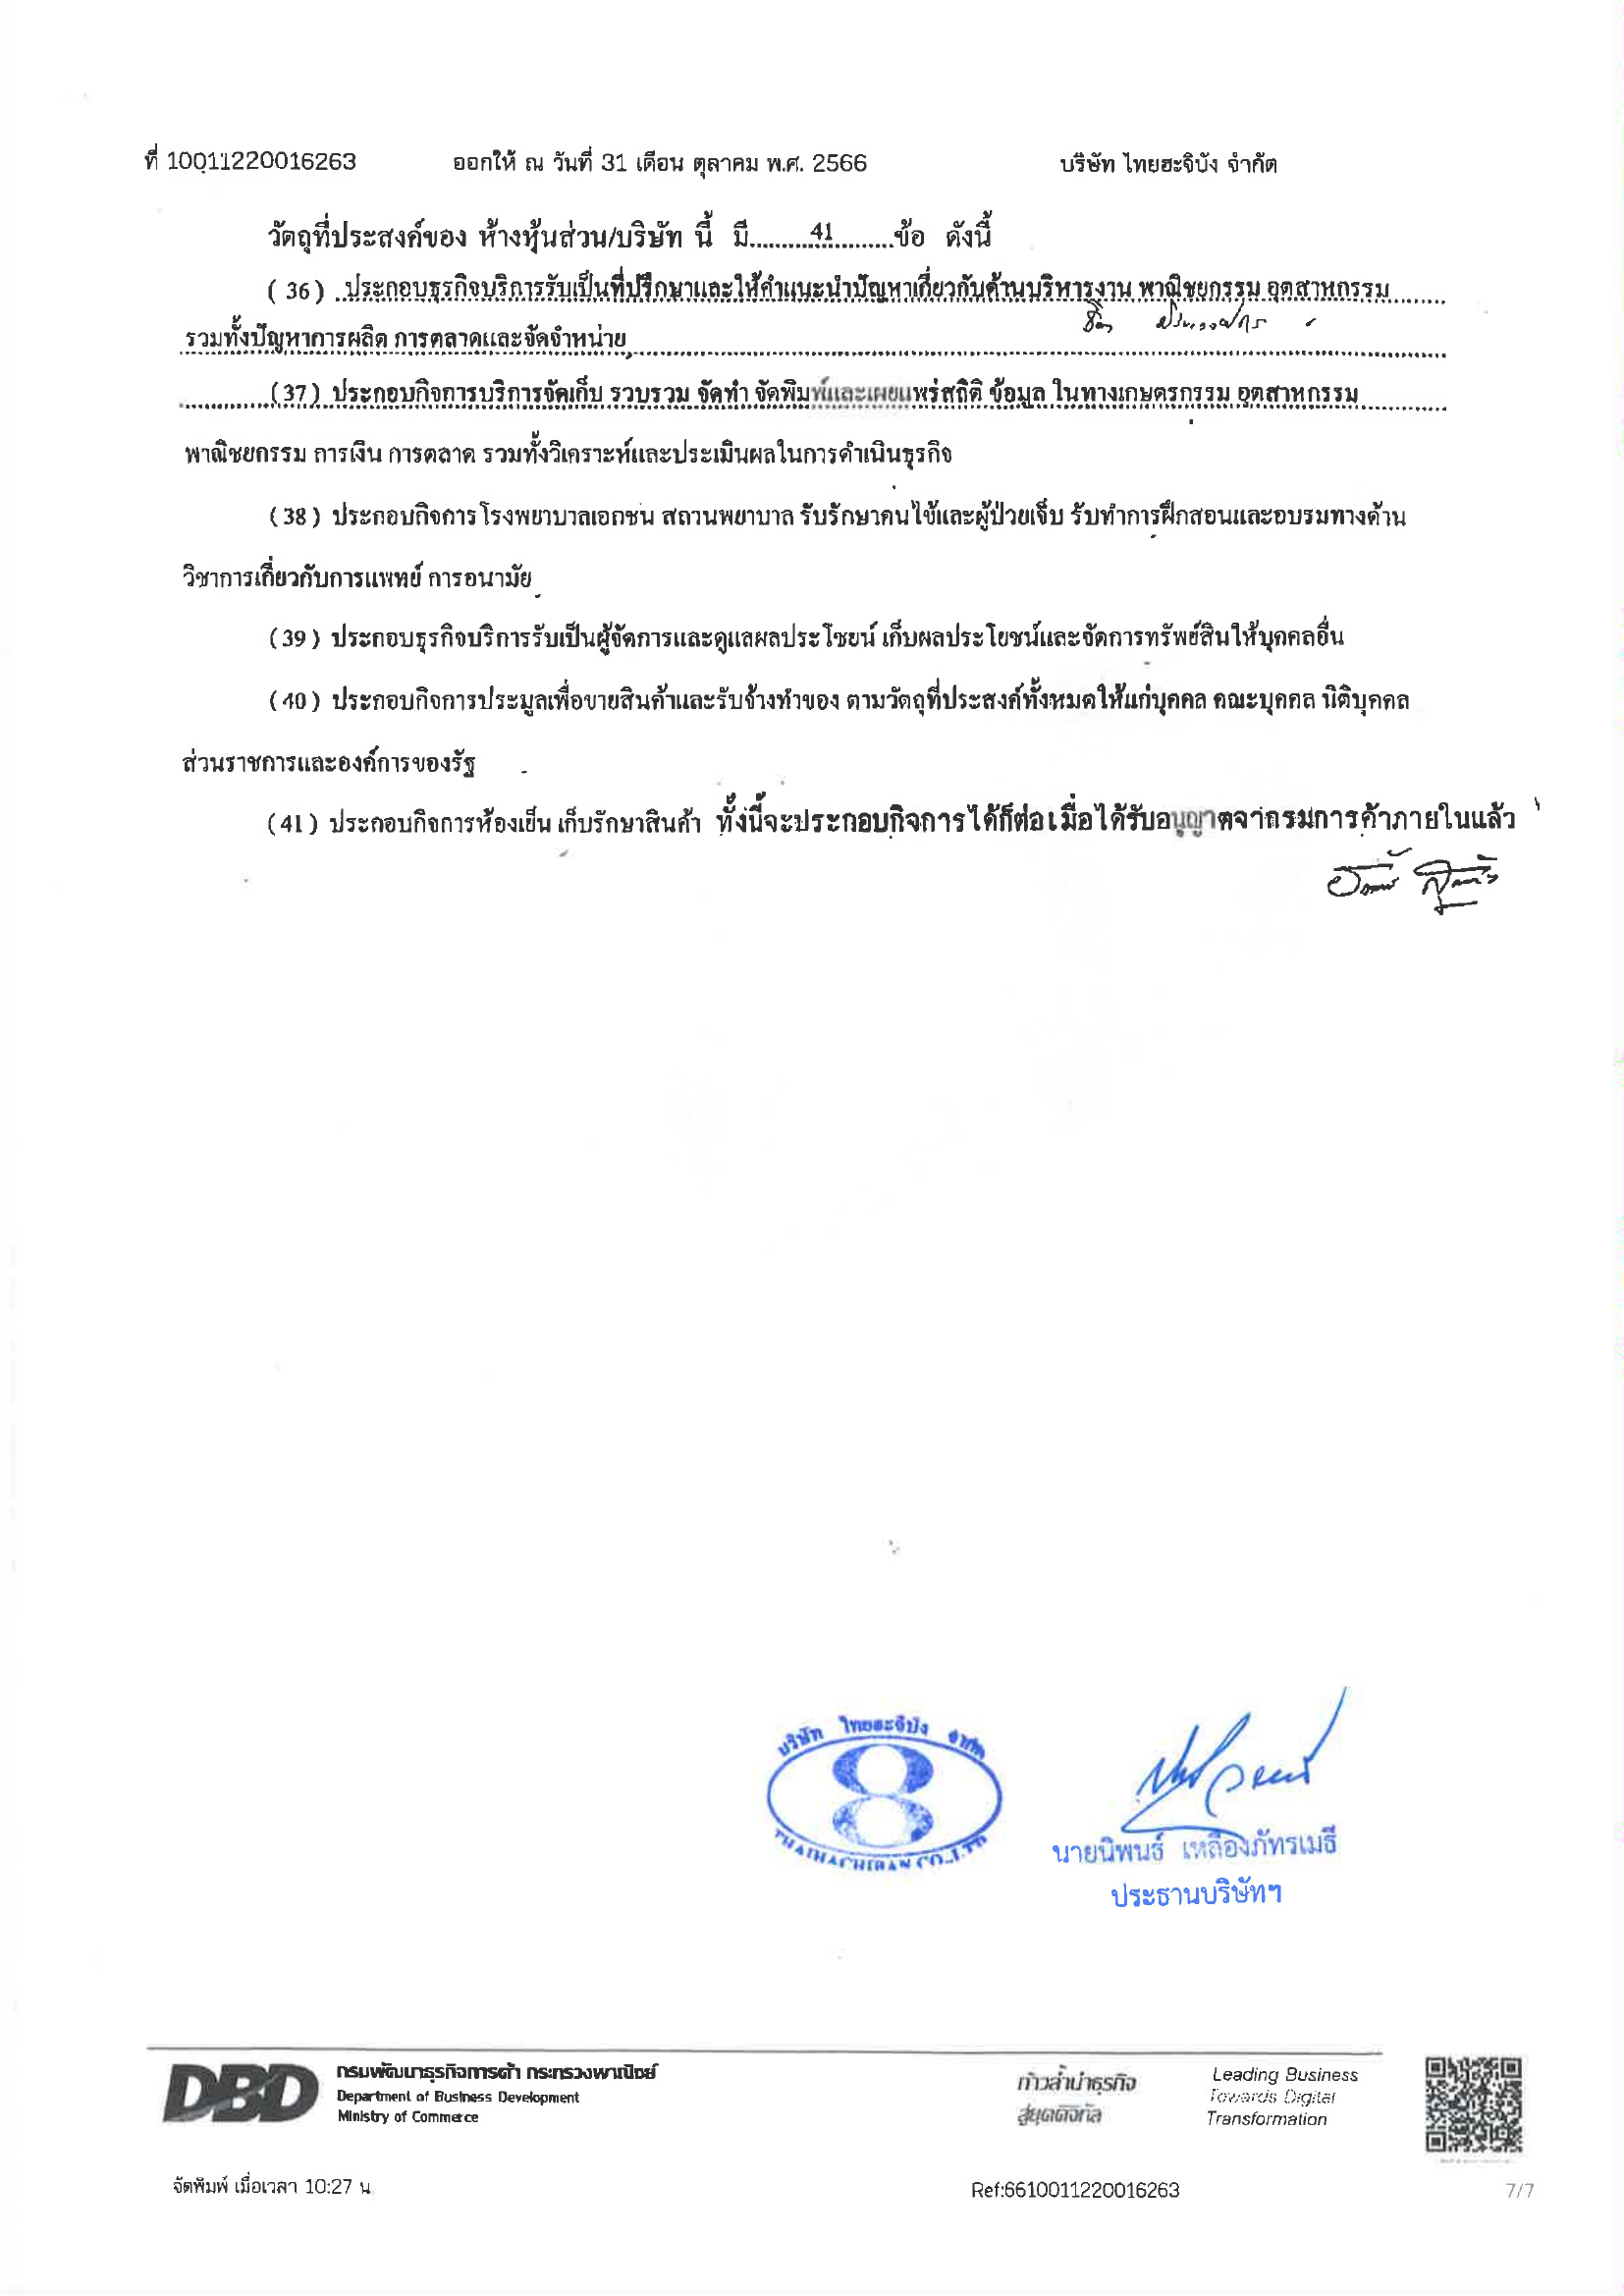 ที่ 10011220016263 ออกให้ ณ วันที่ 31 เดือน ตุลาคม พ.ศ. 2566 บริษัท ไทยฮะจิบัง จำกัด
วัตถุที่ประสงค์ของ ห้างหุ้นส่วน/บริษัท นี้ มี.........41..........ข้อ ดังนี้
( 36 ) ประกอบธุรกิจบริการรับเป็นที่ปรึกษาและให้คำแนะนำปัญหาเกี่ยวกับด้านบริหารงาน พาณิชยกรรม อุตสาหกรรม
รวมทั้งปัญหาการผลิต การตลาดและจัดจำหน่าย
( 37 ) ประกอบกิจการบริการจัดเก็บ รวบรวม จัดทำ จัดพิมพ์และเผยแพร่สถิติ ข้อมูล ในทางเกษตรกรรม อุตสาหกรรม
พาณิชยกรรม การเงิน การตลาด รวมทั้งวิเคราะห์และประเมินผลในการดำเนินธุรกิจ
( 38 ) ประกอบกิจการโรงพยาบาลเอกชน สถานพยาบาล รับรักษาคนไข้และผู้ป่วยเจ็บ รับทำการฝึกสอนและอบรมทางด้าน
วิชาการเกี่ยวกับการแพทย์ การอนามัย
( 39 ) ประกอบธุรกิจบริการรับเป็นผู้จัดการและดูแลผลประโยชน์ เก็บผลประโยชน์และจัดการทรัพย์สินให้บุคคลอื่น
( 40 ) ประกอบกิจการประมูลเพื่อขายสินค้าและรับจ้างทำของ ตามวัตถุที่ประสงค์ทั้งหมดให้แก่บุคคล คณะบุคคล นิติบุคคล
ส่วนราชการและองค์การของรัฐ
( 41 ) ประกอบกิจการห้องเย็น เก็บรักษาสินค้า ทั้งนี้จะประกอบกิจการได้ก็ต่อเมื่อได้รับอนุญาตจากรมการค้าภายในแล้ว
บริษัท ไทยฮะจิบัง จำกัด
THAIHACHIBAN CO.,LTD
นายนิพนธ์ เหลืองภัทรเมธี
ประธานบริษัทฯ
DBD กรมพัฒนาธุรกิจการค้า กระทรวงพาณิชย์
Department of Business Development
Ministry of Commerce
ก้าวล้ำนำธุรกิจ
สู่ยุคดิจิทัล
Leading Business
Towards Digital
Transformation
จัดพิมพ์ เมื่อเวลา 10:27 น. Ref:6610011220016263 7/7